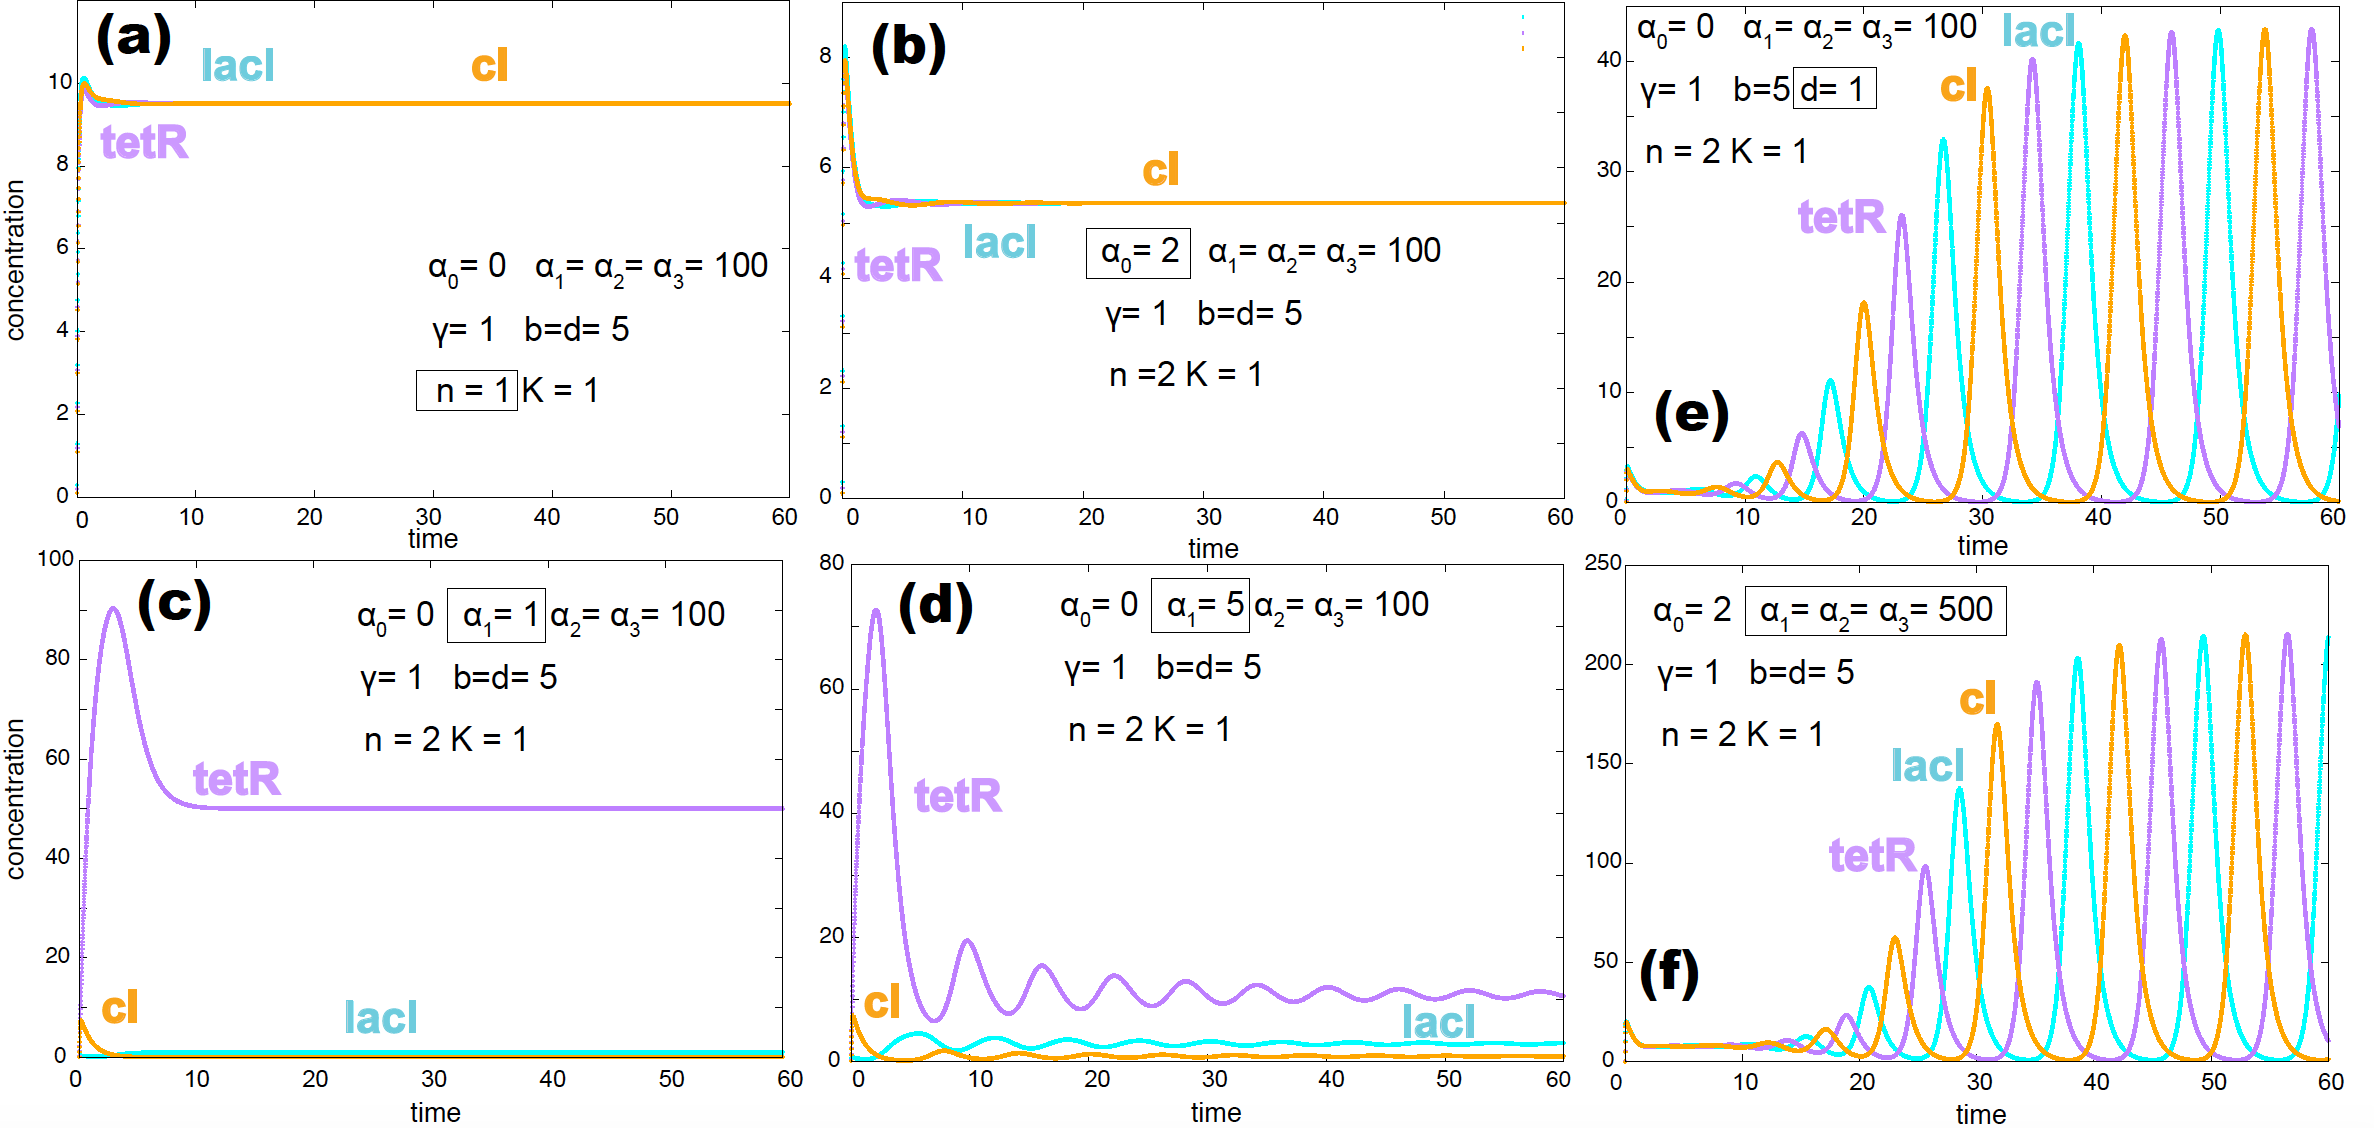 (a)
lacI
cI
tetR
α0= 0 α1= α2= α3= 100
γ= 1 b=d= 5
n = 1 K = 1
concentration
10
8
6
4
2
0
0 10 20 30 40 50 60
time
(b)
cI
tetR
lacI
α0= 2 α1= α2= α3= 100
γ= 1 b=d= 5
n =2 K = 1
8
6
4
2
0
0 10 20 30 40 50 60
time
(e)
α0= 0 α1= α2= α3= 100
γ= 1 b=5 d= 1
n = 2 K = 1
lacI
cI
tetR
40
30
20
10
0
0 10 20 30 40 50 60
time
(c)
α0= 0 α1= 1 α2= α3= 100
γ= 1 b=d= 5
n = 2 K = 1
tetR
cI
lacI
concentration
100
80
60
40
20
0
0 10 20 30 40 50 60
time
(d)
α0= 0 α1= 5 α2= α3= 100
γ= 1 b=d= 5
n = 2 K = 1
tetR
cI
lacI
80
60
40
20
0
0 10 20 30 40 50 60
time
(f)
α0= 2 α1= α2= α3= 500
γ= 1 b=d= 5
n = 2 K = 1
cI
lacI
tetR
250
200
150
100
50
0
0 10 20 30 40 50 60
time